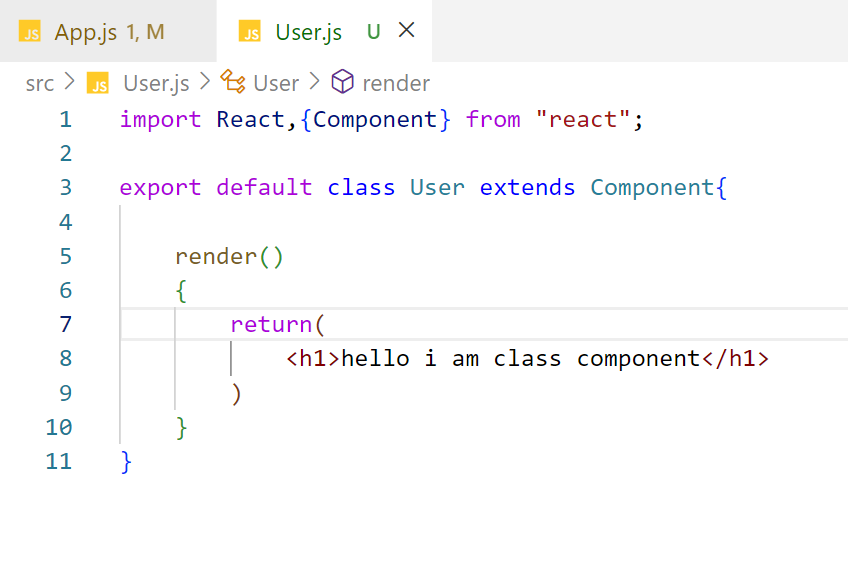 JS App.js 1, M JS User.js U
src > JS User.js > User > render
1 import React,{Component} from "react";
2
3 export default class User extends Component{
4
5 render()
6 {
7 return(
8 <h1>hello i am class component</h1>
9 )
10 }
11 }